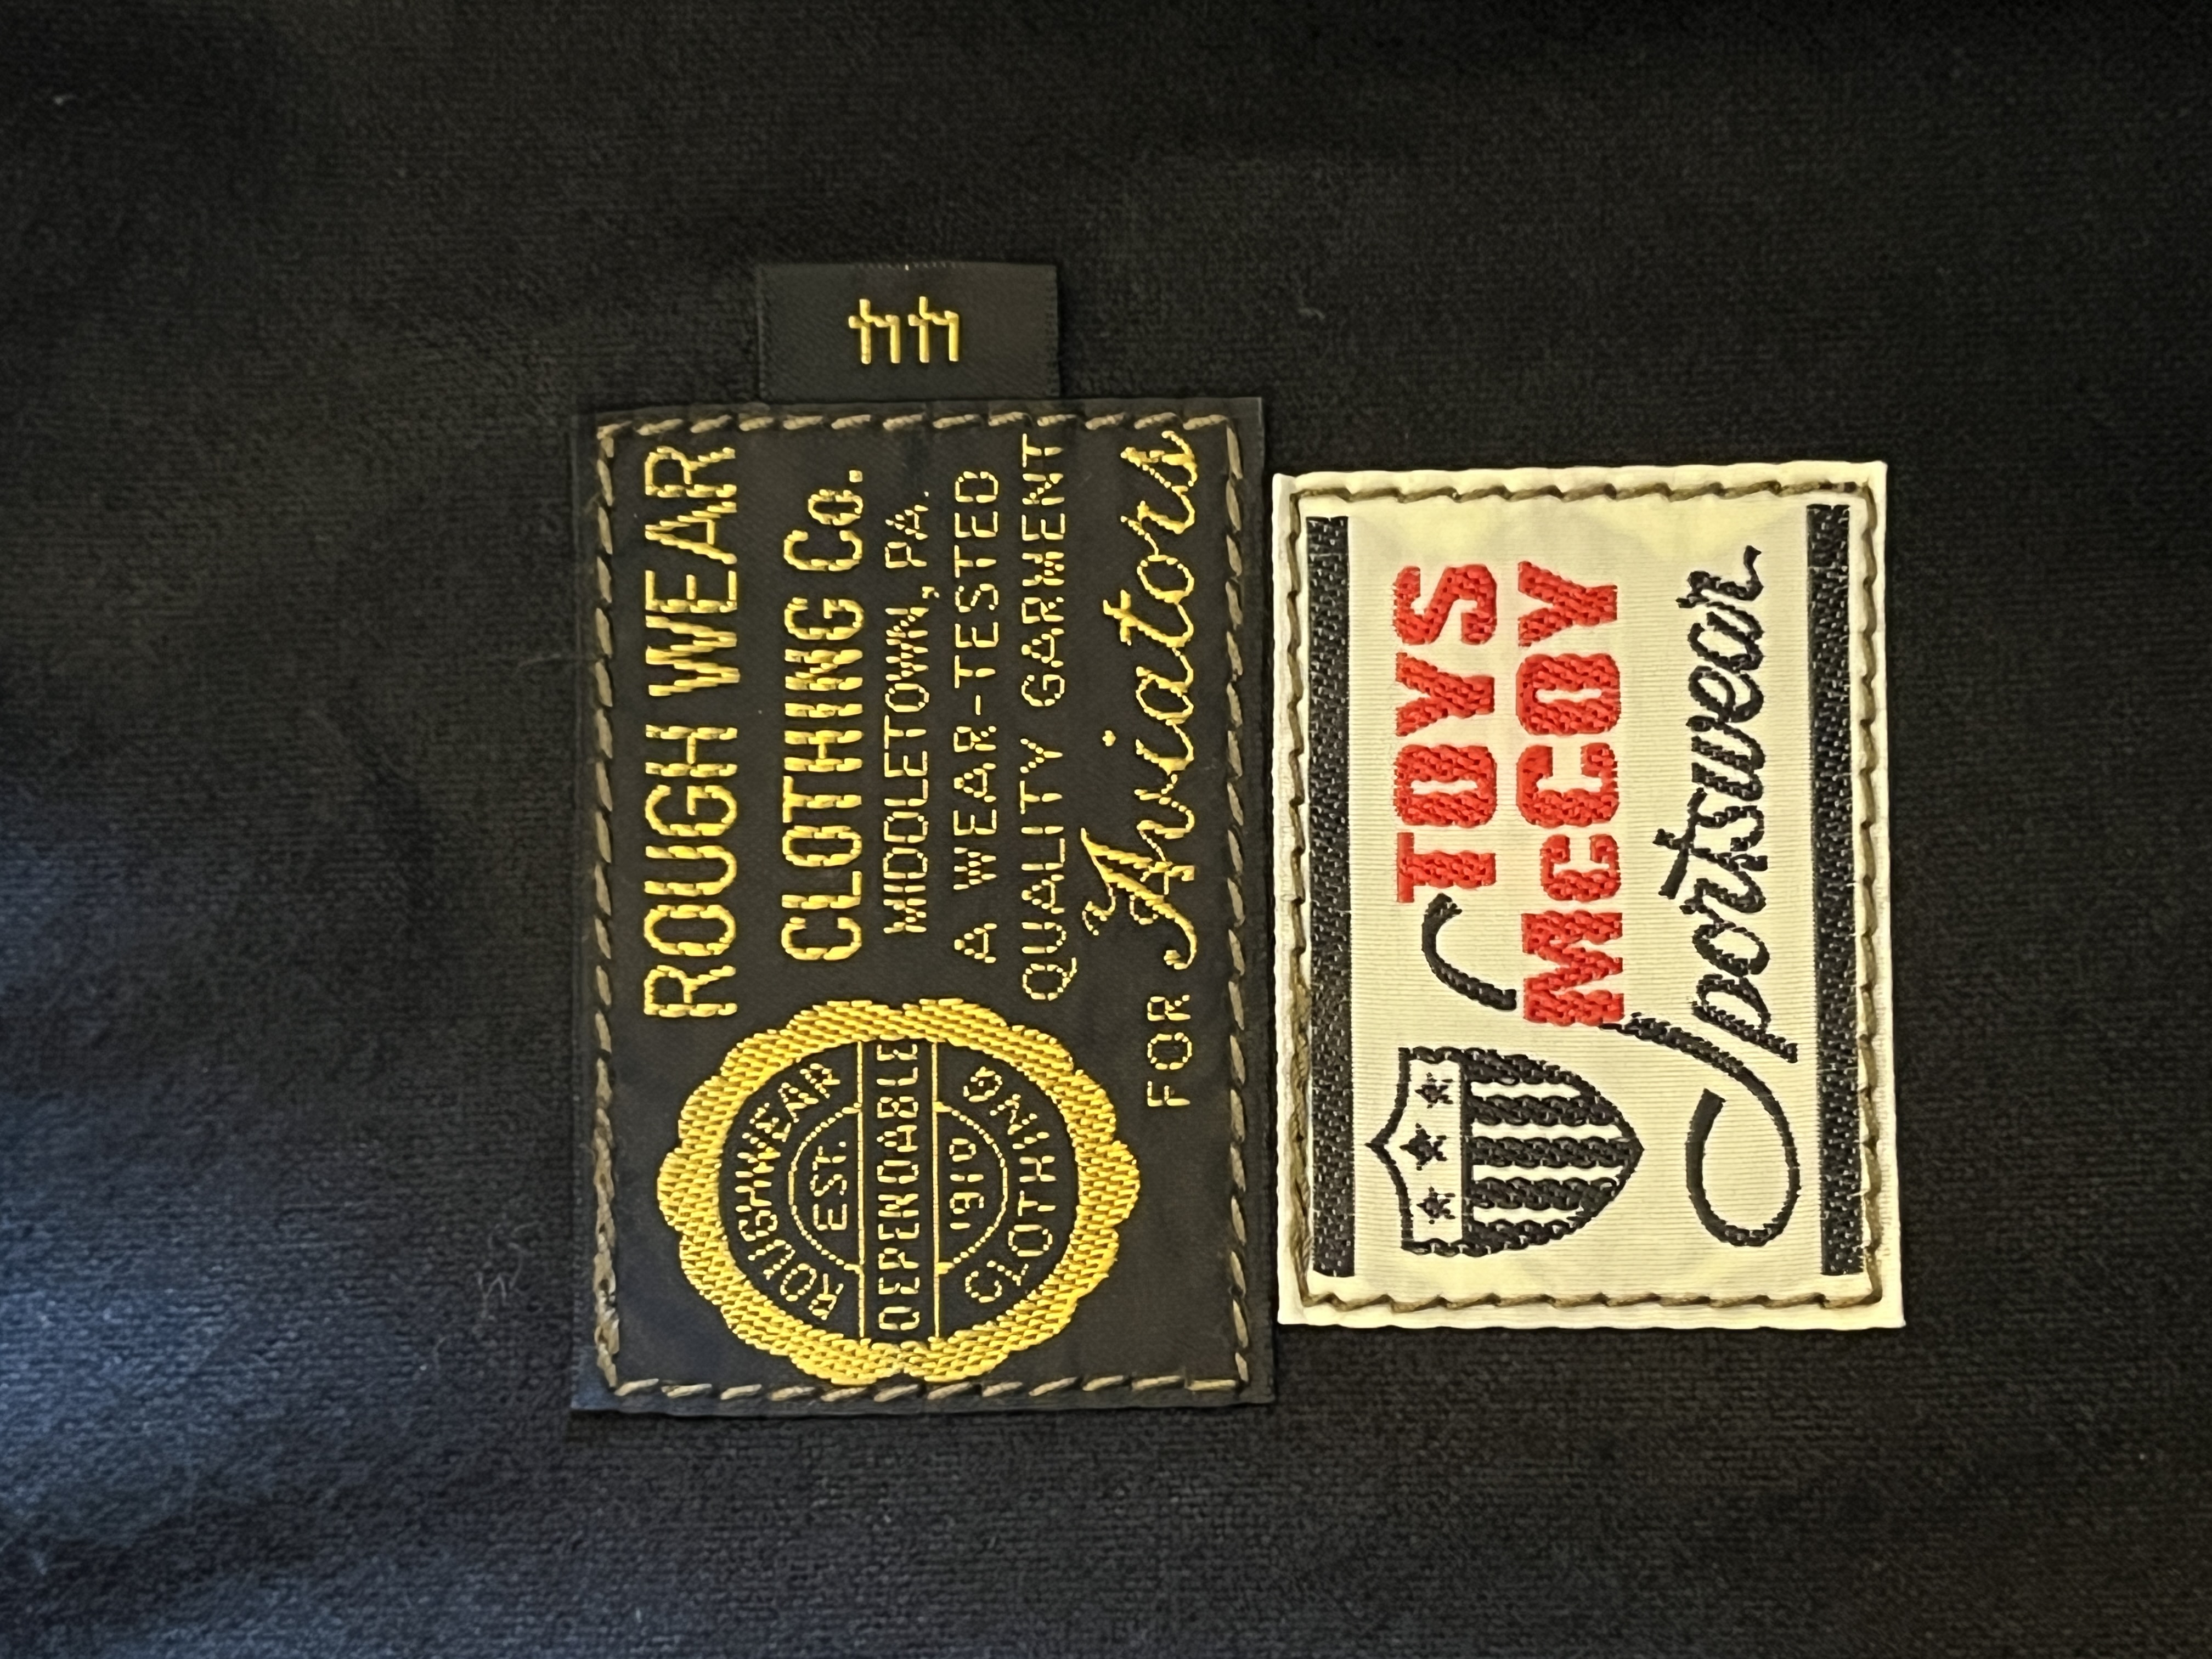 44
ROUGH WEAR
CLOTHING Co.
MIDDLETOWN, PA.
A WEAR-TESTED
QUALITY GARMENT
FOR Aviators
ROUGHWEAR
EST.
DEPENDABLE
1910
CLOTHING
TOYS
McCOY
Sportswear